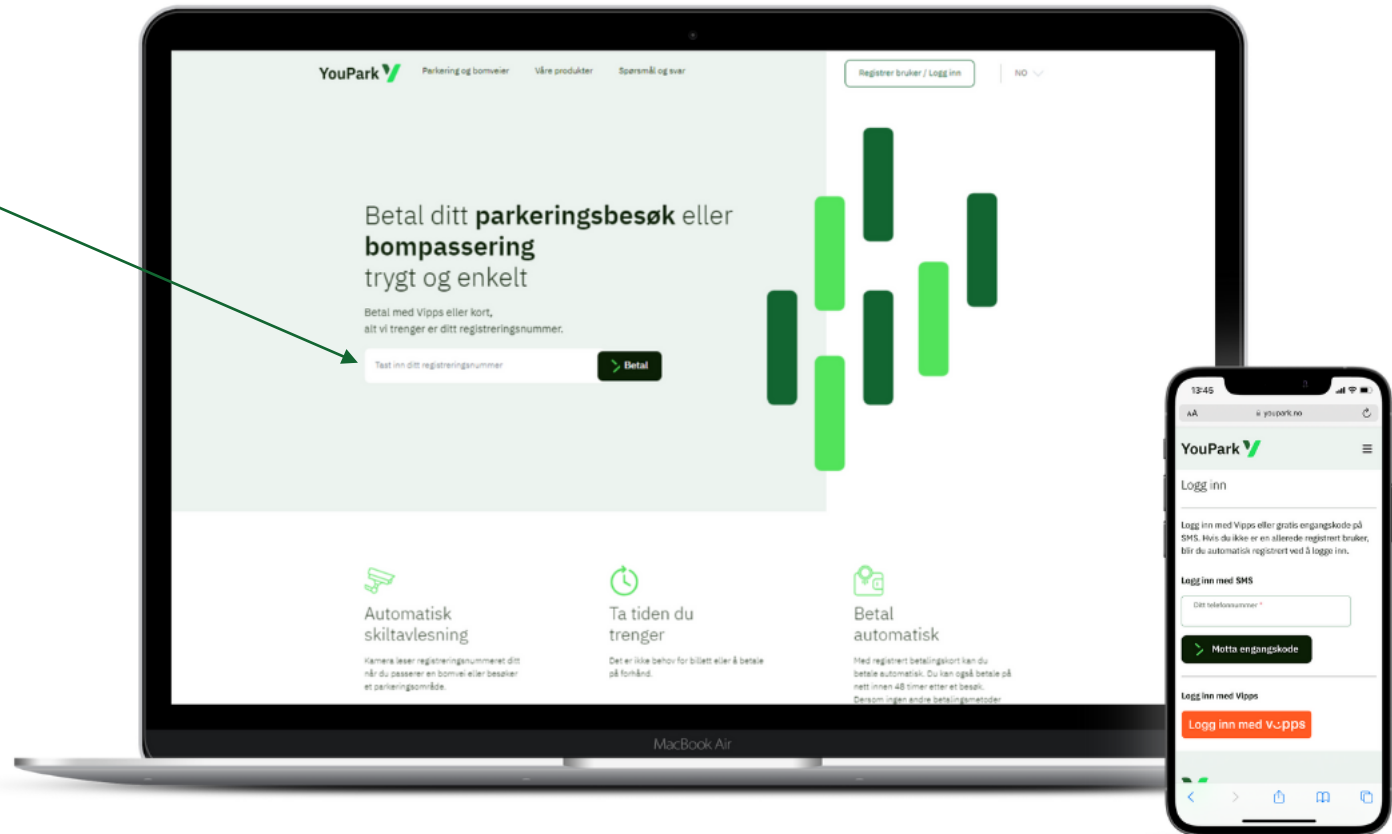 YouPark
Parkering og bomveier
Våre produkter
Spørsmål og svar
Registrer bruker / Logg inn
NO
Betal ditt parkeringsbesøk eller
bompassering
trygt og enkelt
Betal med Vipps eller kort,
alt vi trenger er ditt registreringsnummer.
Tast inn ditt registreringsnummer
Betal
Automatisk
skiltavlesning
Kamera leser registreringsnummeret ditt
når du passerer en bomvei eller besøker
et parkeringsområde.
Ta tiden du
trenger
Det er ikke behov for billett eller å betale
på forhånd.
Betal
automatisk
Med registrert betalingskort kan du
betale automatisk. Du kan også betale på
nett innen 48 timer etter et besøk.
Dersom ingen andre betalingsmetoder
MacBook Air
13:45
AA
youpark.no
YouPark
Logg inn
Logg inn med Vipps eller gratis engangskode på
SMS. Hvis du ikke er en allerede registrert bruker,
blir du automatisk registrert ved å logge inn.
Logg inn med SMS
Ditt telefonnummer *
Motta engangskode
Logg inn med Vipps
Logg inn med vipps